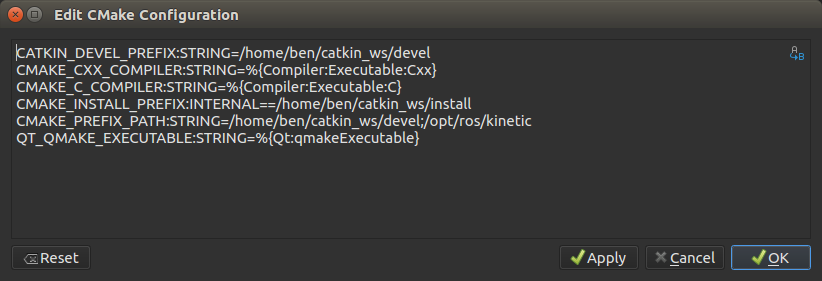 Edit CMake Configuration
CATKIN_DEVEL_PREFIX:STRING=/home/ben/catkin_ws/devel
CMAKE_CXX_COMPILER:STRING=%{Compiler:Executable:Cxx}
CMAKE_C_COMPILER:STRING=%{Compiler:Executable:C}
CMAKE_INSTALL_PREFIX:INTERNAL==/home/ben/catkin_ws/install
CMAKE_PREFIX_PATH:STRING=/home/ben/catkin_ws/devel;/opt/ros/kinetic
QT_QMAKE_EXECUTABLE:STRING=%{Qt:qmakeExecutable}
Reset Apply Cancel OK